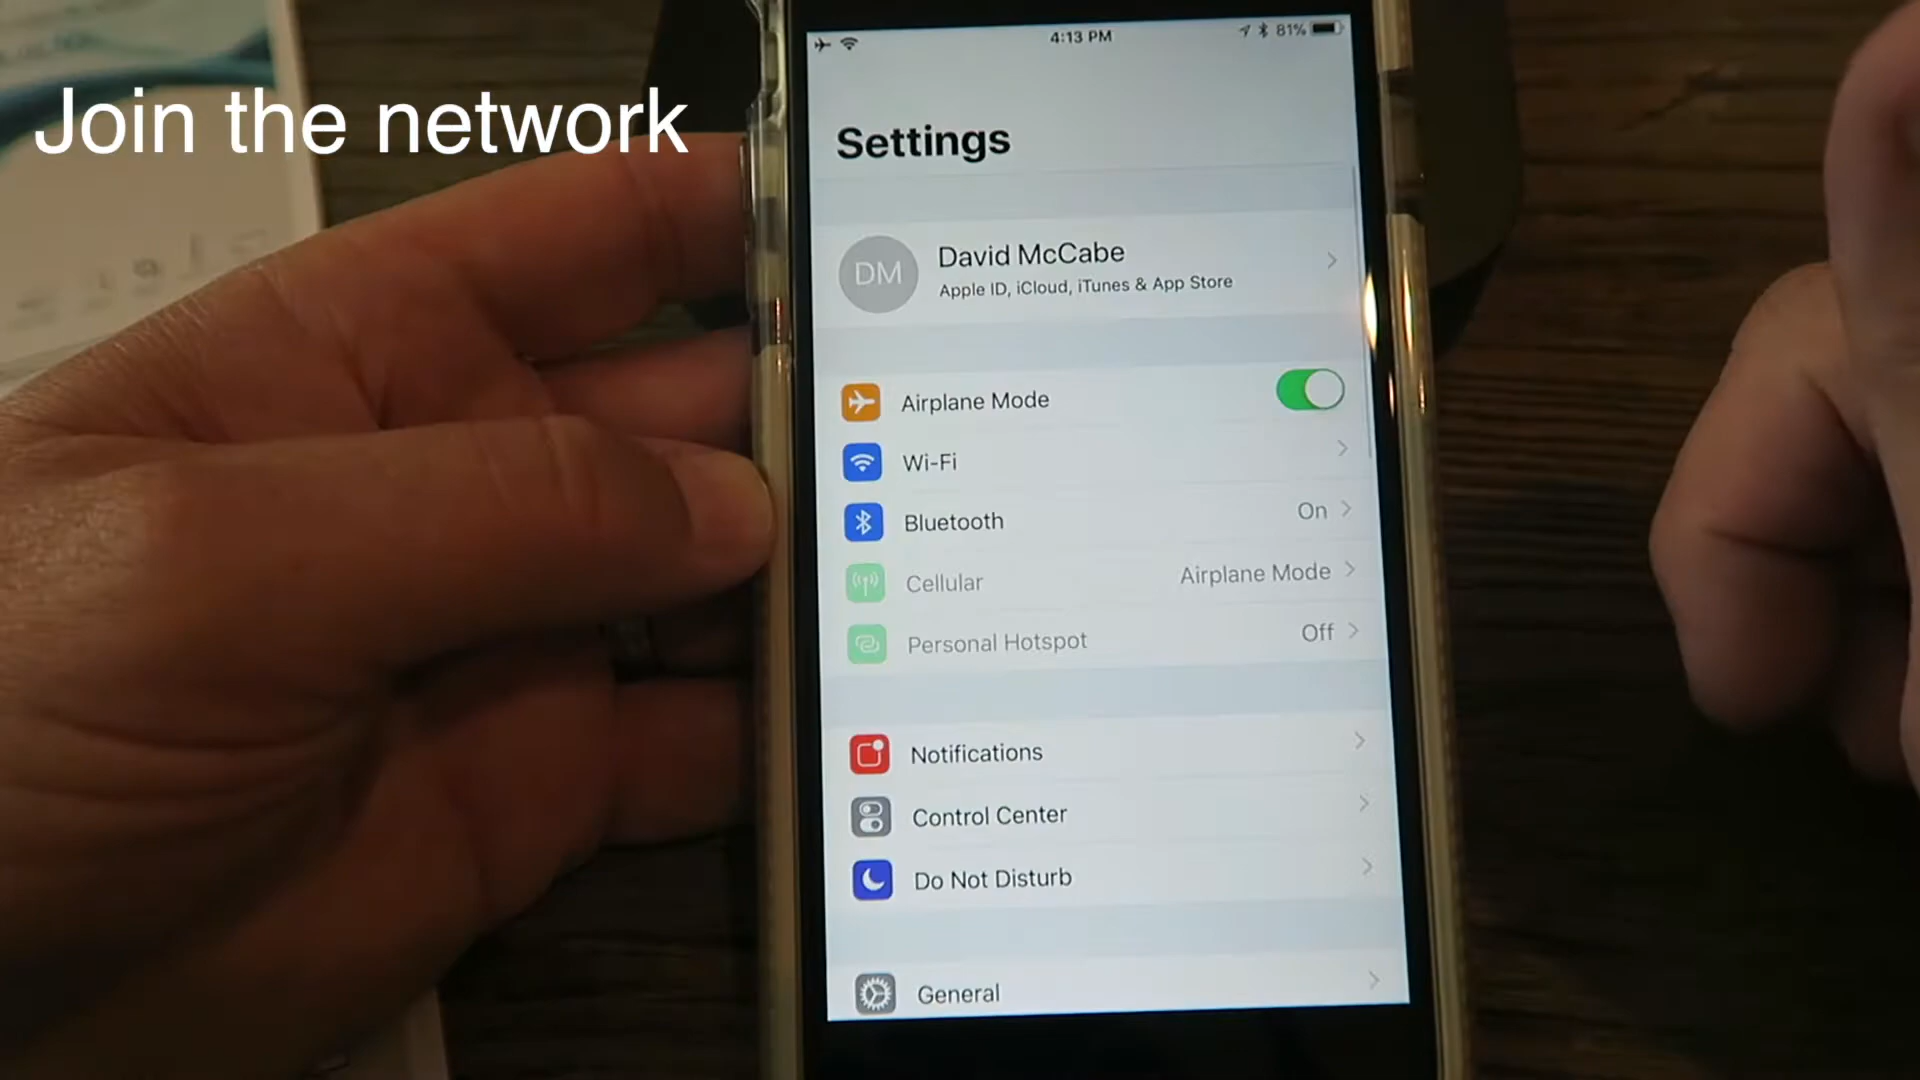 Join the network
4:13 PM
81%
Settings
DM
David McCabe
Apple ID, iCloud, iTunes & App Store
Airplane Mode
Wi-Fi
Bluetooth On
Cellular Airplane Mode
Personal Hotspot Off
Notifications
Control Center
Do Not Disturb
General